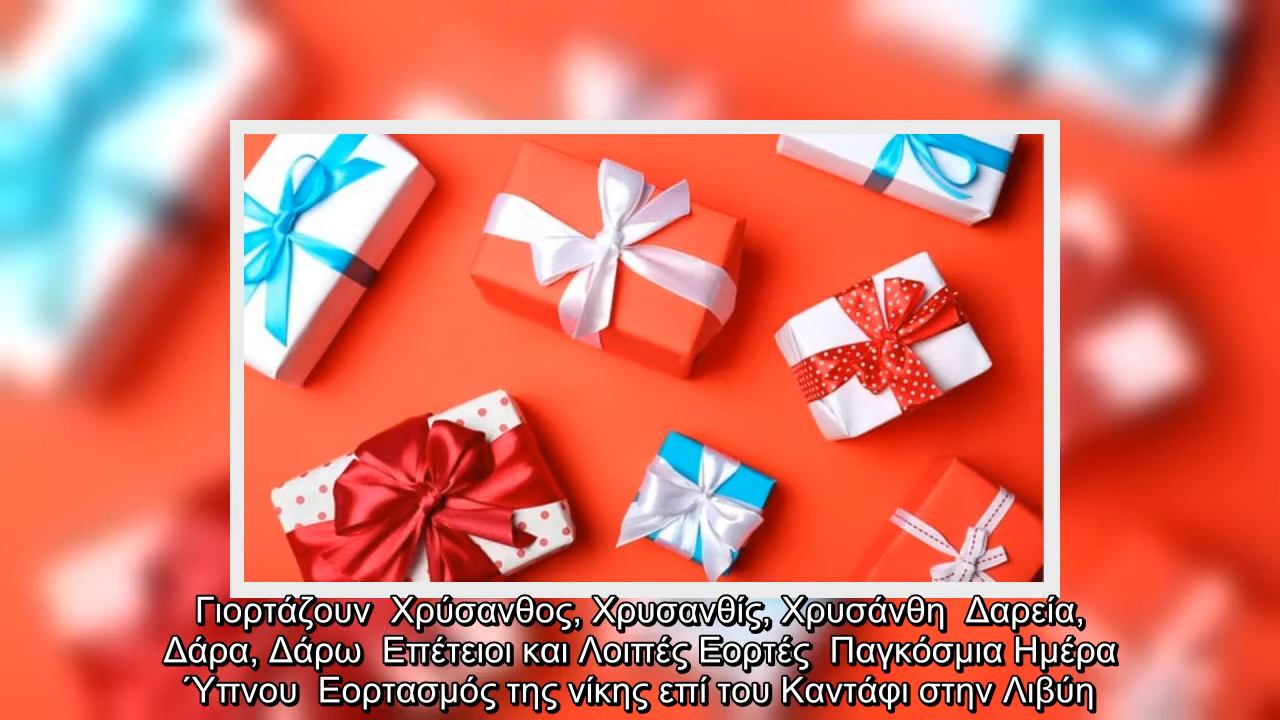 Γιορτάζουν  Χρύσανθος, Χρυσανθίς, Χρυσάνθη  Δαρεία,
Δάρα, Δάρω  Επέτειοι και Λοιπές Εορτές  Παγκόσμια Ημέρα
Ύπνου  Εορτασμός της νίκης επί του Καντάφι στην Λιβύη